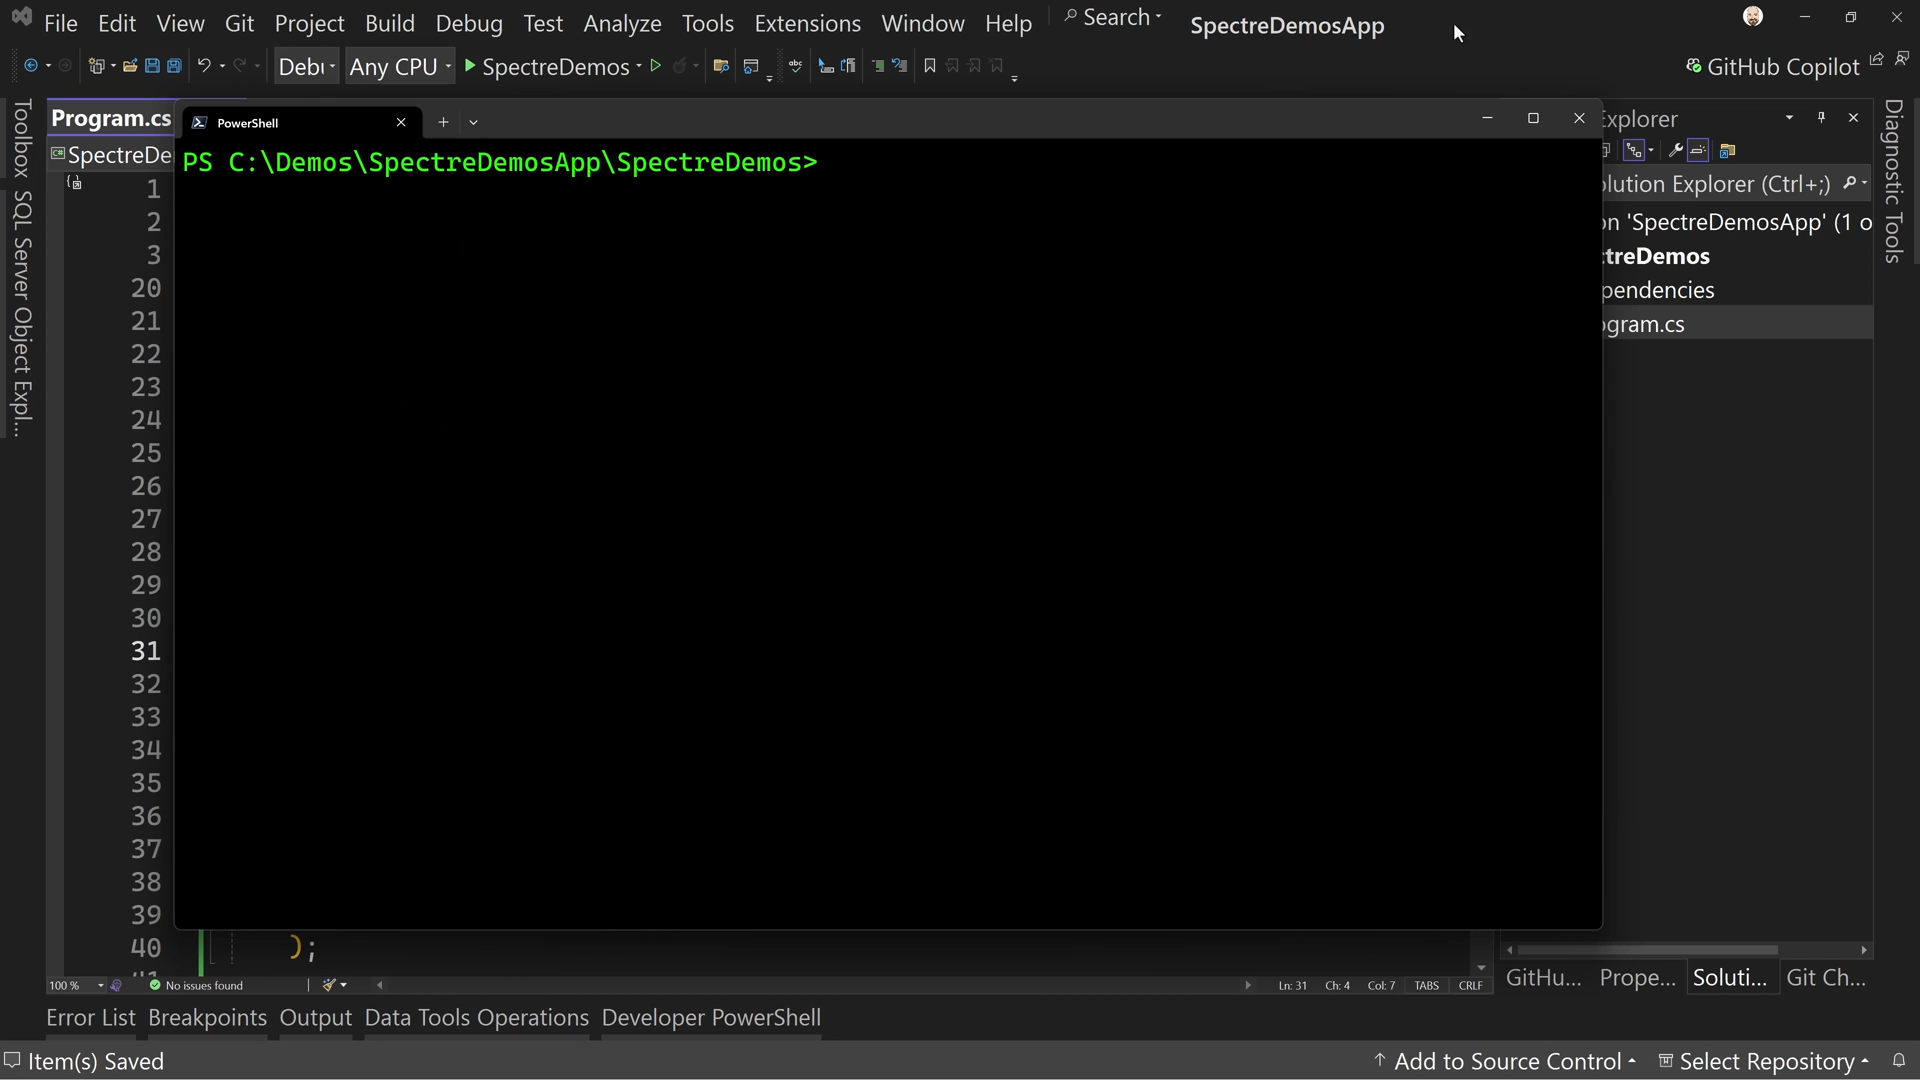 File Edit View Git Project Build Debug Test Analyze Tools Extensions Window Help Search SpectreDemosApp
Any CPU SpectreDemos GitHub Copilot
Toolbox
SQL Server Object Expl...
Program.cs
SpectreDe
PowerShell
PS C:\Demos\SpectreDemosApp\SpectreDemos>
1
2
3
20
21
22
23
24
25
26
27
28
29
30
31
32
33
34
35
36
37
38
39
40 );
Explorer
lution Explorer (Ctrl+;)
on 'SpectreDemosApp' (1 o
ctreDemos
pendencies
ogram.cs
Diagnostic Tools
100 % No issues found Ln: 31 Ch: 4 Col: 7 TABS CRLF
GitHu... Prope... Soluti... Git Ch...
Error List Breakpoints Output Data Tools Operations Developer PowerShell
Item(s) Saved Add to Source Control Select Repository